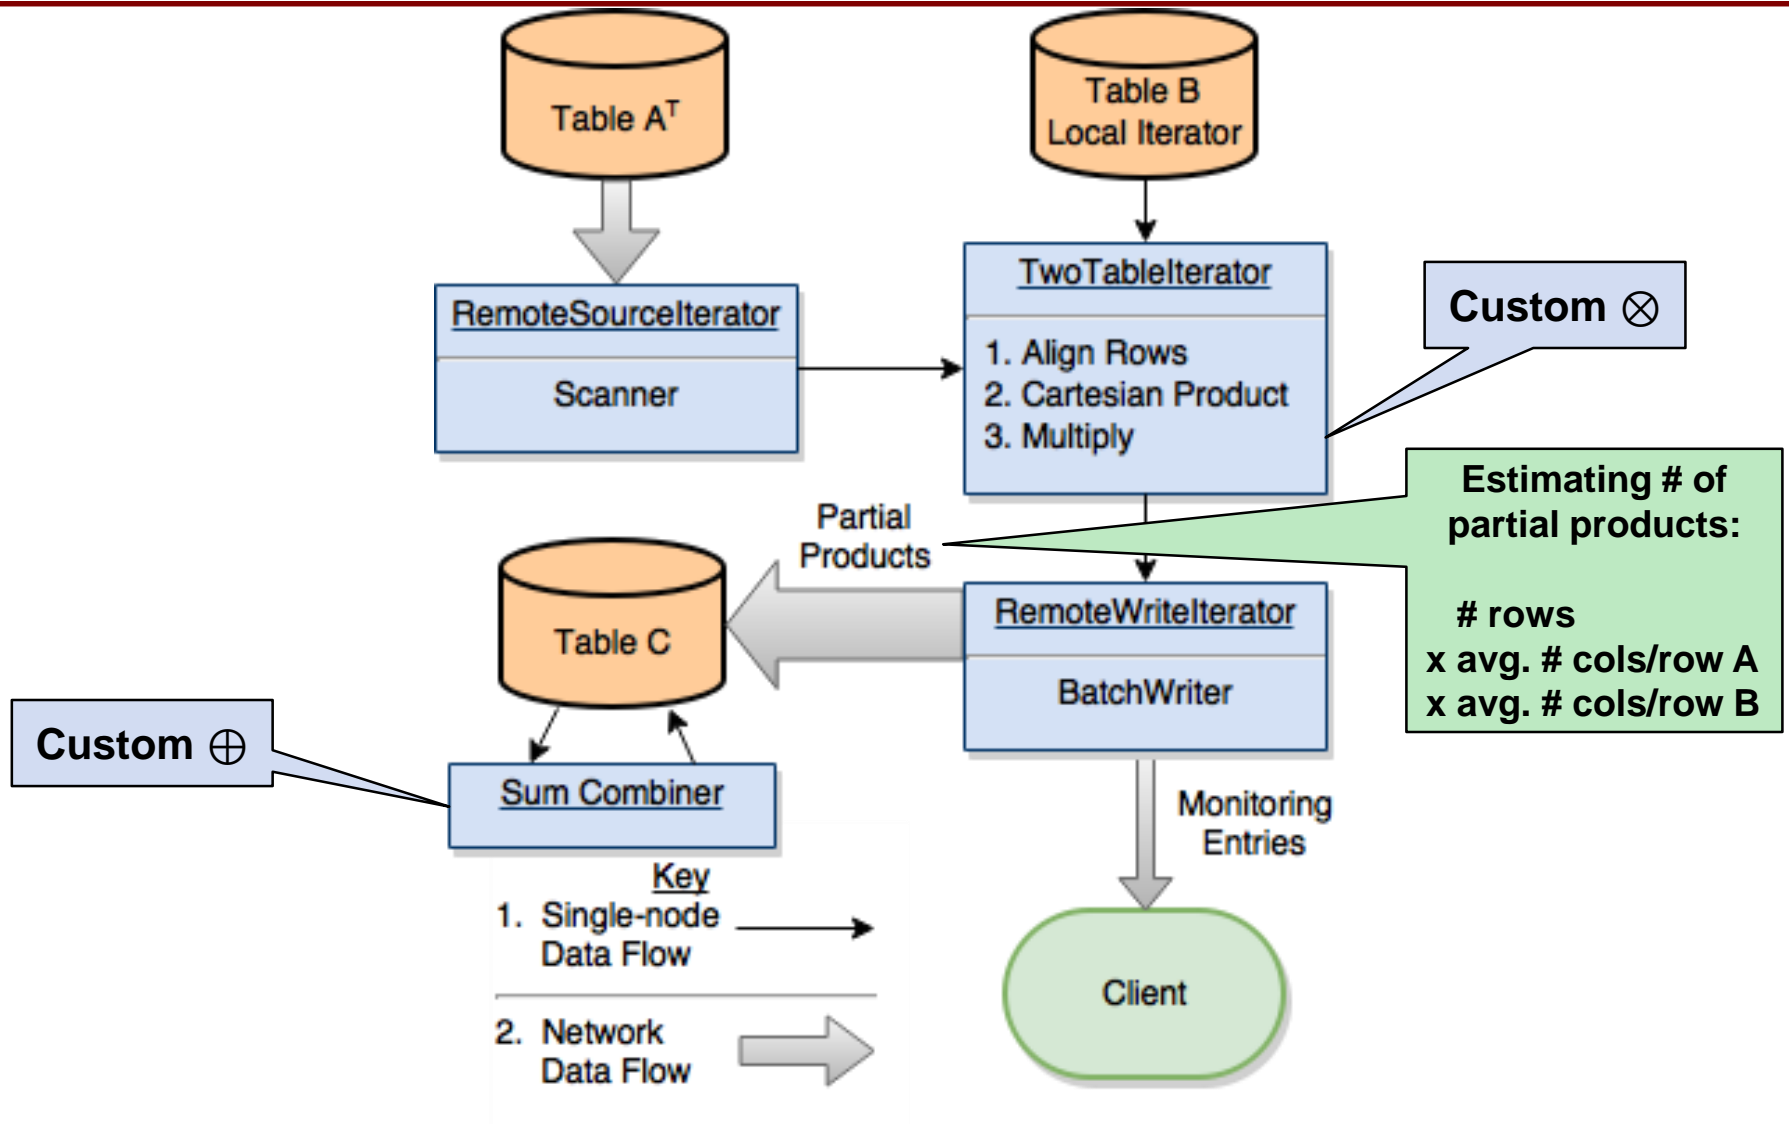 Table Aᵀ
Table B
Local Iterator
TwoTableIterator
1. Align Rows
2. Cartesian Product
3. Multiply
Custom ⊗
RemoteSourceIterator
Scanner
Estimating # of
partial products:
# rows
x avg. # cols/row A
x avg. # cols/row B
Partial
Products
Table C
RemoteWriteIterator
BatchWriter
Custom ⊕
Sum Combiner
Monitoring
Entries
Key
1. Single-node
Data Flow
2. Network
Data Flow
Client